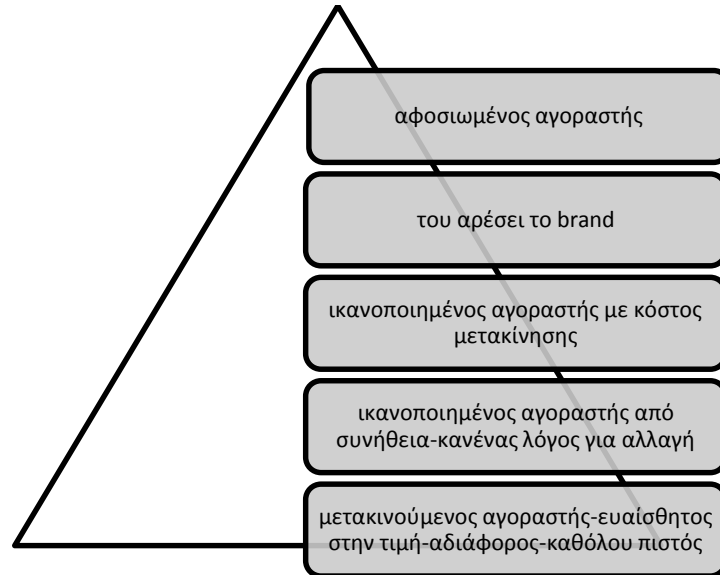 αφοσιωμένος αγοραστής
του αρέσει το brand
ικανοποιημένος αγοραστής με κόστος
μετακίνησης
ικανοποιημένος αγοραστής από
συνήθεια-κανένας λόγος για αλλαγή
μετακινούμενος αγοραστής-ευαίσθητος
στην τιμή-αδιάφορος-καθόλου πιστός